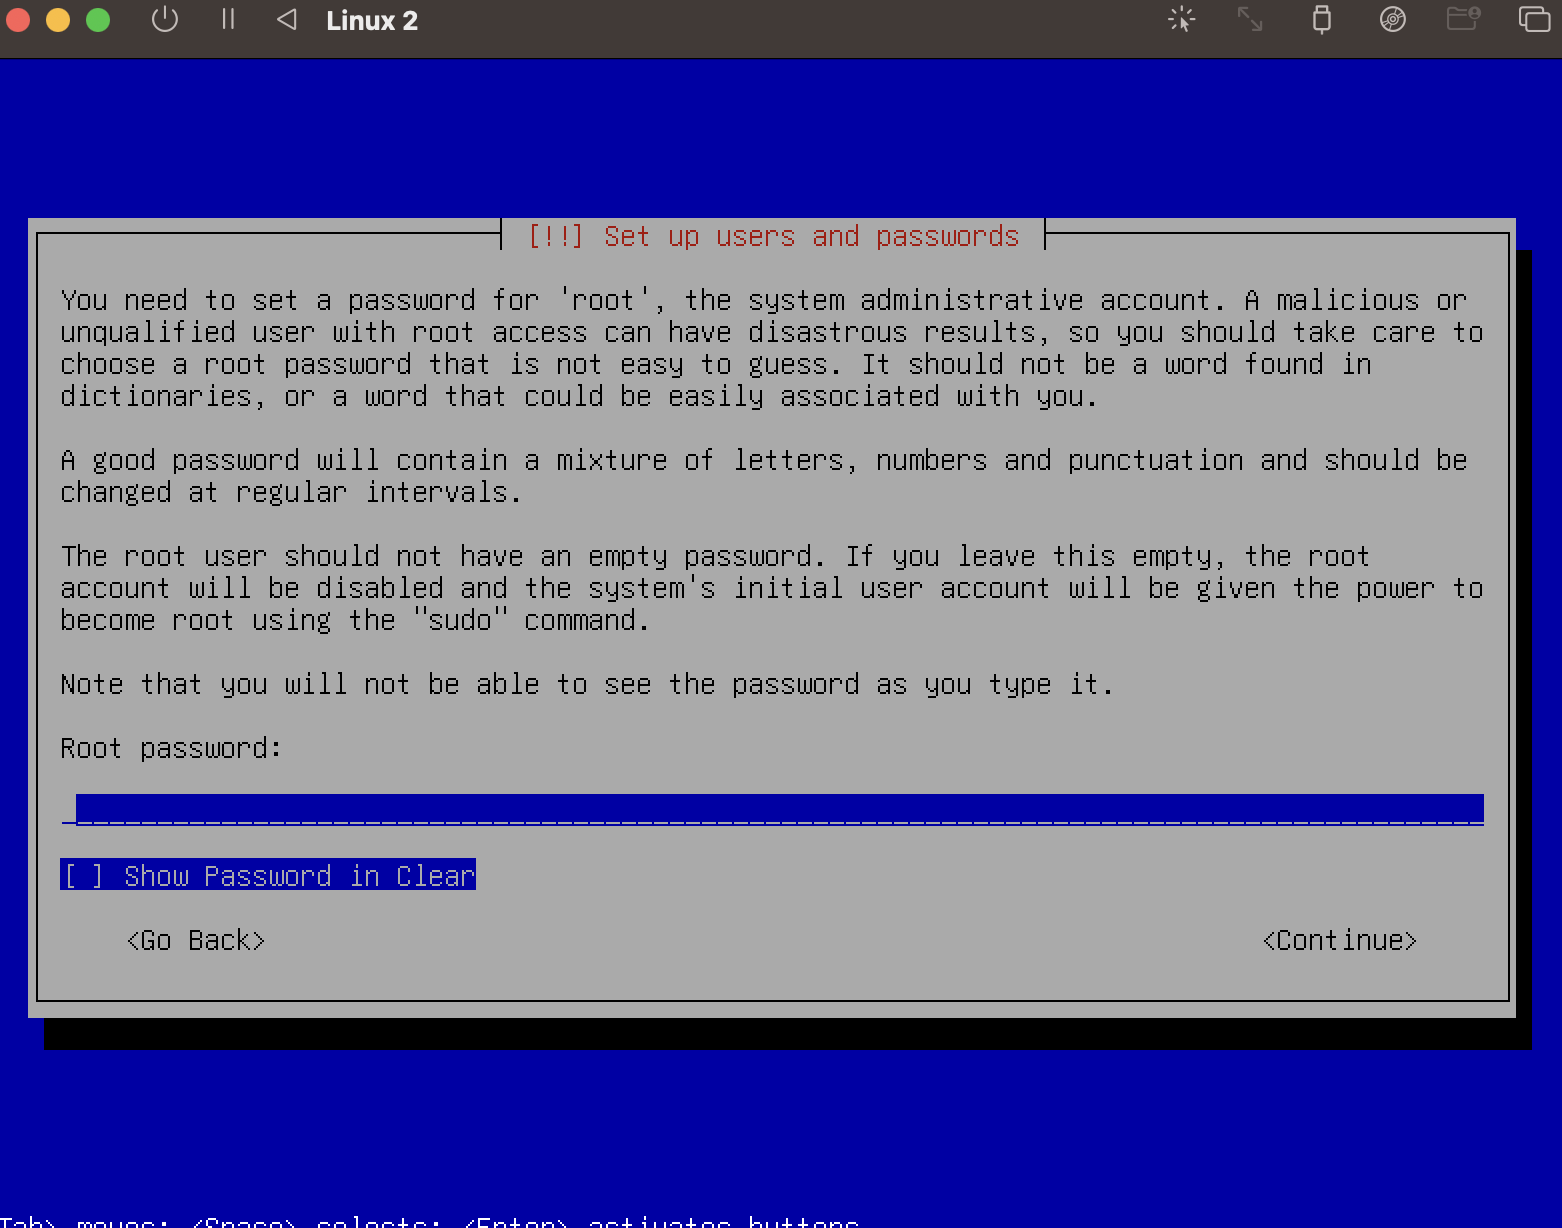 Linux 2
[!!] Set up users and passwords
You need to set a password for 'root', the system administrative account. A malicious or
unqualified user with root access can have disastrous results, so you should take care to
choose a root password that is not easy to guess. It should not be a word found in
dictionaries, or a word that could be easily associated with you.
A good password will contain a mixture of letters, numbers and punctuation and should be
changed at regular intervals.
The root user should not have an empty password. If you leave this empty, the root
account will be disabled and the system's initial user account will be given the power to
become root using the "sudo" command.
Note that you will not be able to see the password as you type it.
Root password:
[ ] Show Password in Clear
<Go Back> <Continue>
Tab> moves; <Space> selects; <Enter> activates buttons